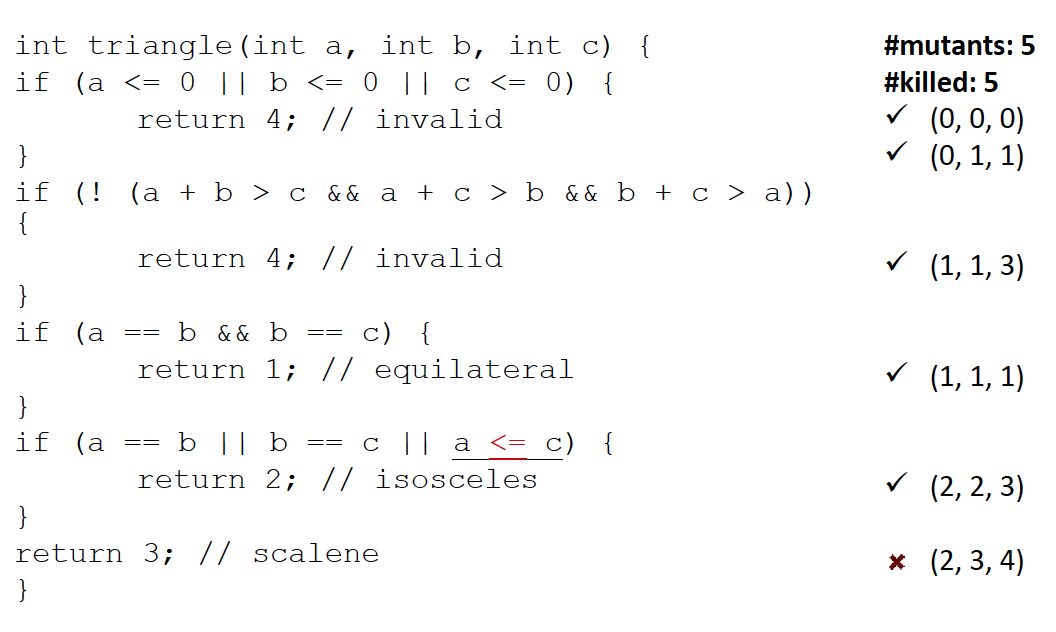 int triangle(int a, int b, int c) {
#mutants: 5
if (a <= 0 || b <= 0 || c <= 0) {
#killed: 5
return 4; // invalid
✓ (0, 0, 0)
}
✓ (0, 1, 1)
if (! (a + b > c && a + c > b && b + c > a))
{
return 4; // invalid
✓ (1, 1, 3)
}
if (a == b && b == c) {
return 1; // equilateral
✓ (1, 1, 1)
}
if (a == b || b == c || a <= c) {
return 2; // isosceles
✓ (2, 2, 3)
}
return 3; // scalene
✖ (2, 3, 4)
}